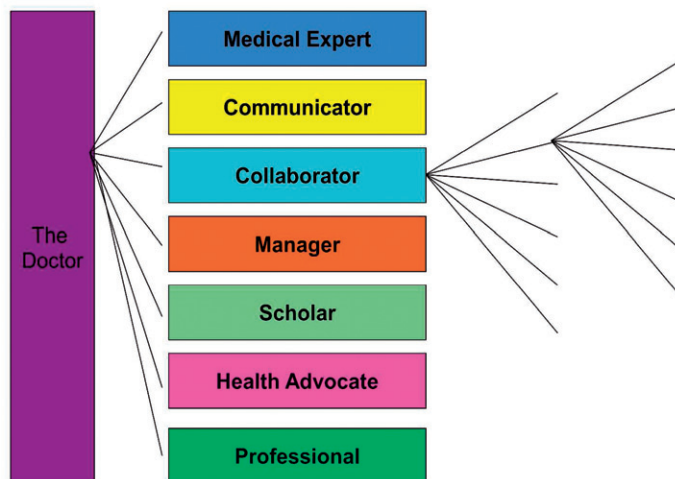 The
Doctor
Medical Expert
Communicator
Collaborator
Manager
Scholar
Health Advocate
Professional